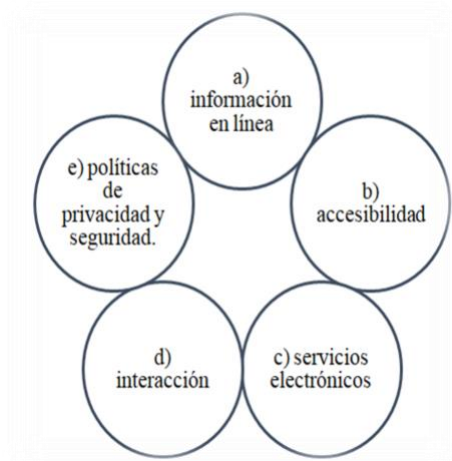 a)
información
en línea
b)
accesibilidad
c) servicios
electrónicos
d)
interacción
e) políticas
de
privacidad y
seguridad.